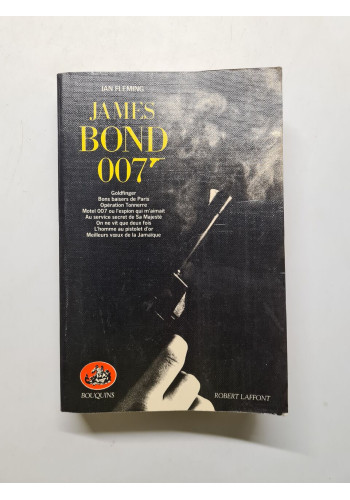 IAN FLEMING
JAMES
BOND
007
Goldfinger
Bons baisers de Paris
Opération Tonnerre
Motel 007 ou l'espion qui m'aimait
Au service secret de Sa Majesté
On ne vit que deux fois
L'homme au pistolet d'or
Meilleurs vœux de la Jamaïque
BOUQUINS
ROBERT LAFFONT